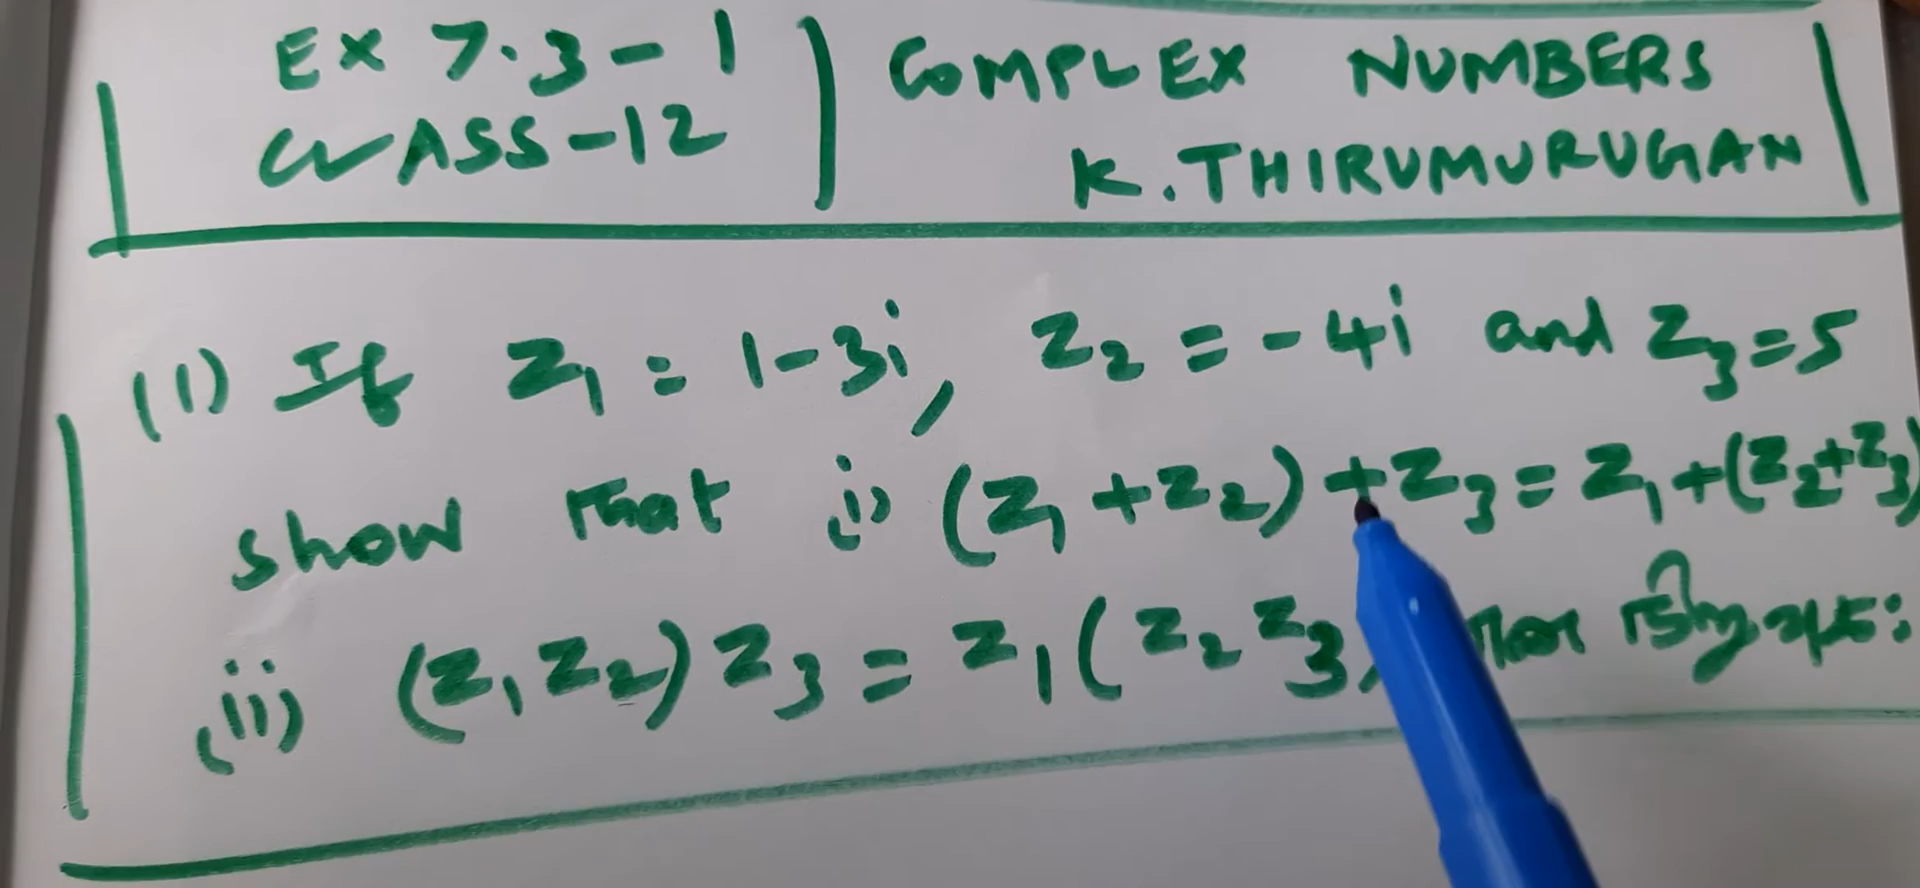 EX 7.3-1
CLASS-12
COMPLEX NUMBERS
K.THIRUMURUGAN
(1) If z₁ = 1-3i, z₂ = -4i and z₃=5
show that (i) (z₁+z₂)+z₃=z₁+(z₂+z₃)
(ii) (z₁z₂)z₃=z₁(z₂z₃)